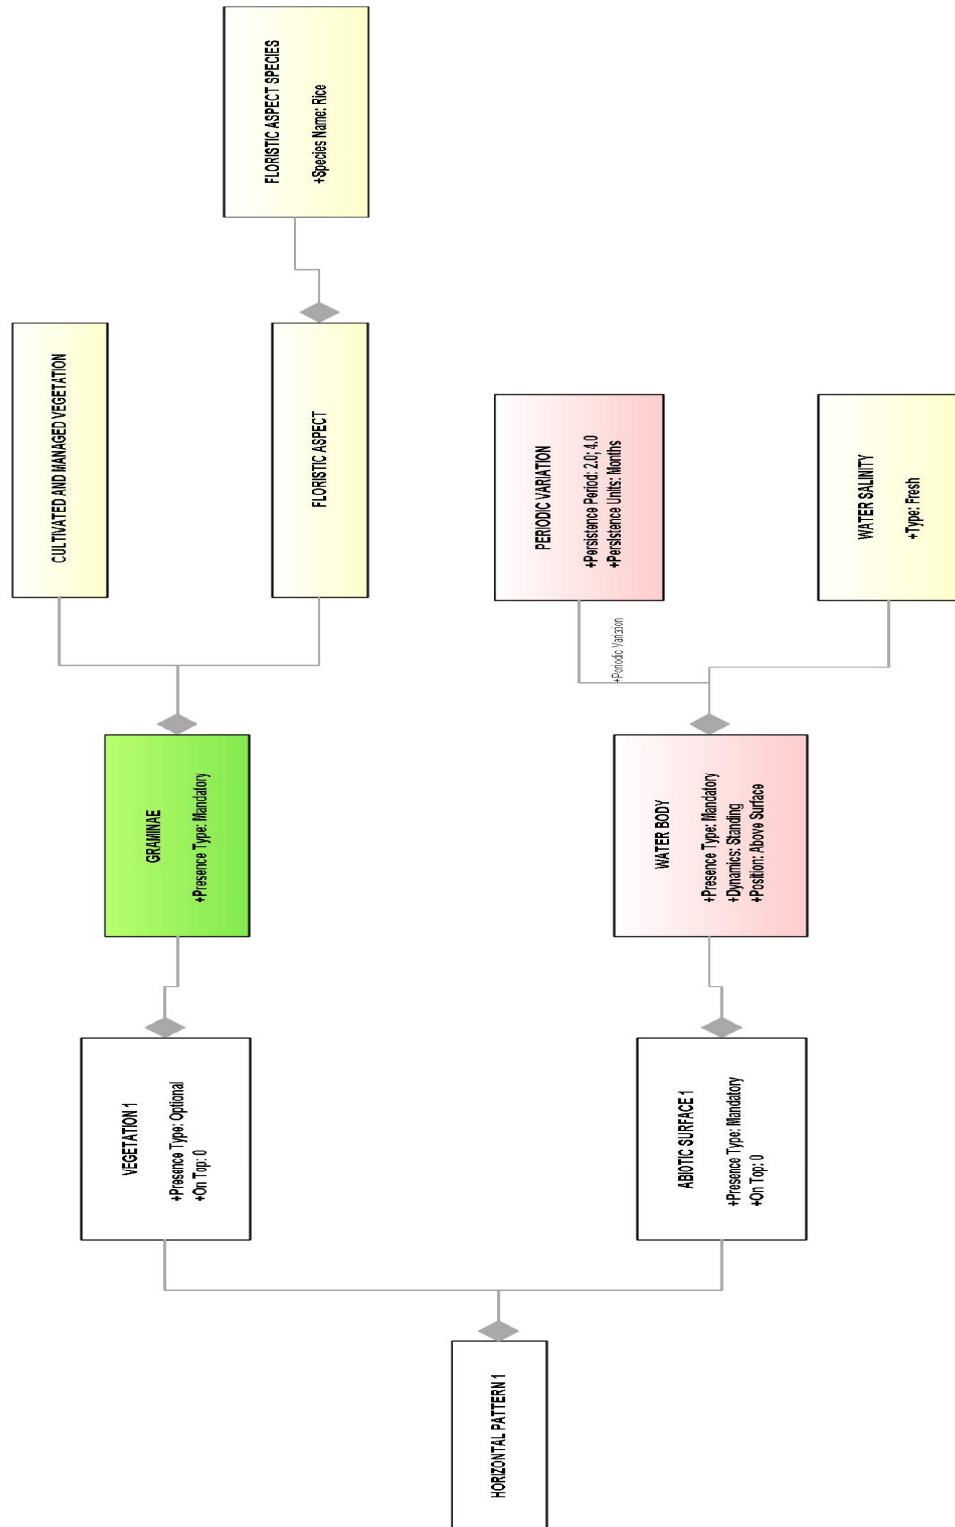 HORIZONTAL PATTERN 1
VEGETATION 1
+Presence Type: Optional
+On Top: 0
GRAMINAE
+Presence Type: Mandatory
CULTIVATED AND MANAGED VEGETATION
FLORISTIC ASPECT
FLORISTIC ASPECT SPECIES
+Species Name: Rice
ABIOTIC SURFACE 1
+Presence Type: Mandatory
+On Top: 0
WATER BODY
+Presence Type: Mandatory
+Dynamics: Standing
+Position: Above Surface
+Periodic Variation
PERIODIC VARIATION
+Persistence Period: 2.0; 4.0
+Persistence Units: Months
WATER SALINITY
+Type: Fresh